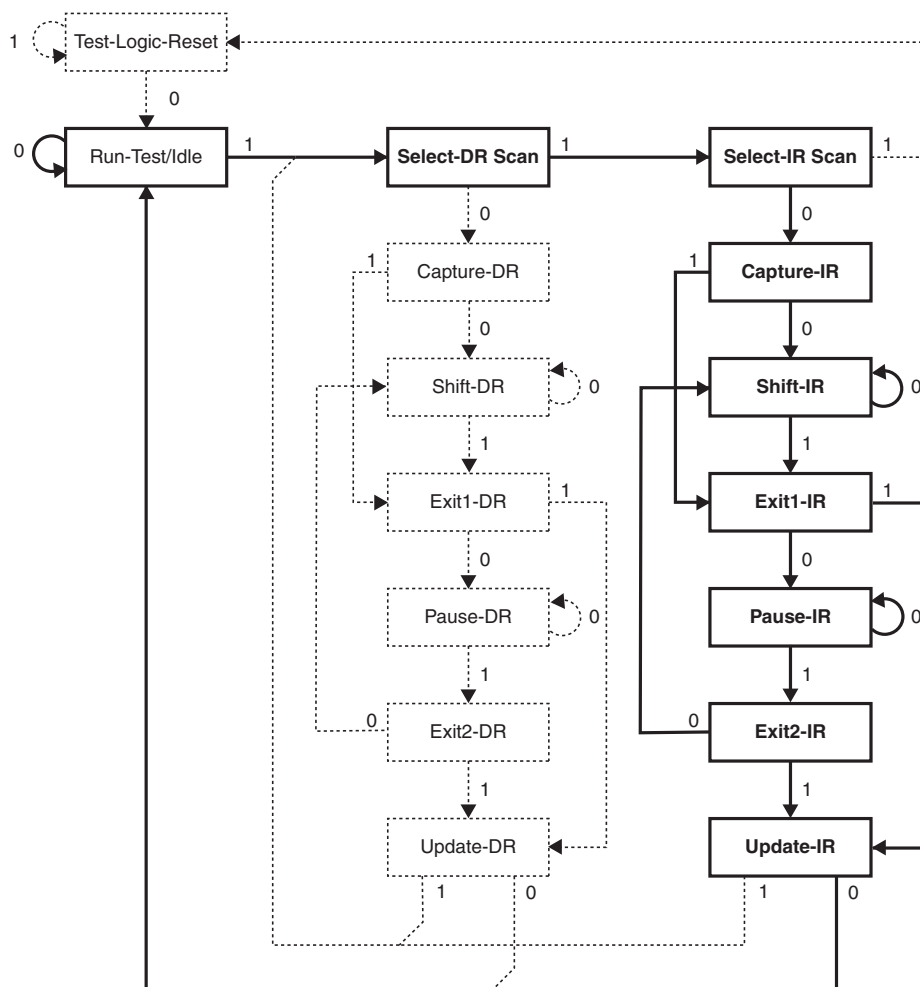 1 Test-Logic-Reset
0
0 Run-Test/Idle 1 Select-DR Scan 1 Select-IR Scan 1
0 0
1 Capture-DR 1 Capture-IR
0 0
Shift-DR 0 Shift-IR 0
1 1
Exit1-DR 1 Exit1-IR 1
0 0
Pause-DR 0 Pause-IR 0
1 1
0 Exit2-DR 0 Exit2-IR
1 1
Update-DR Update-IR
1 0 1 0